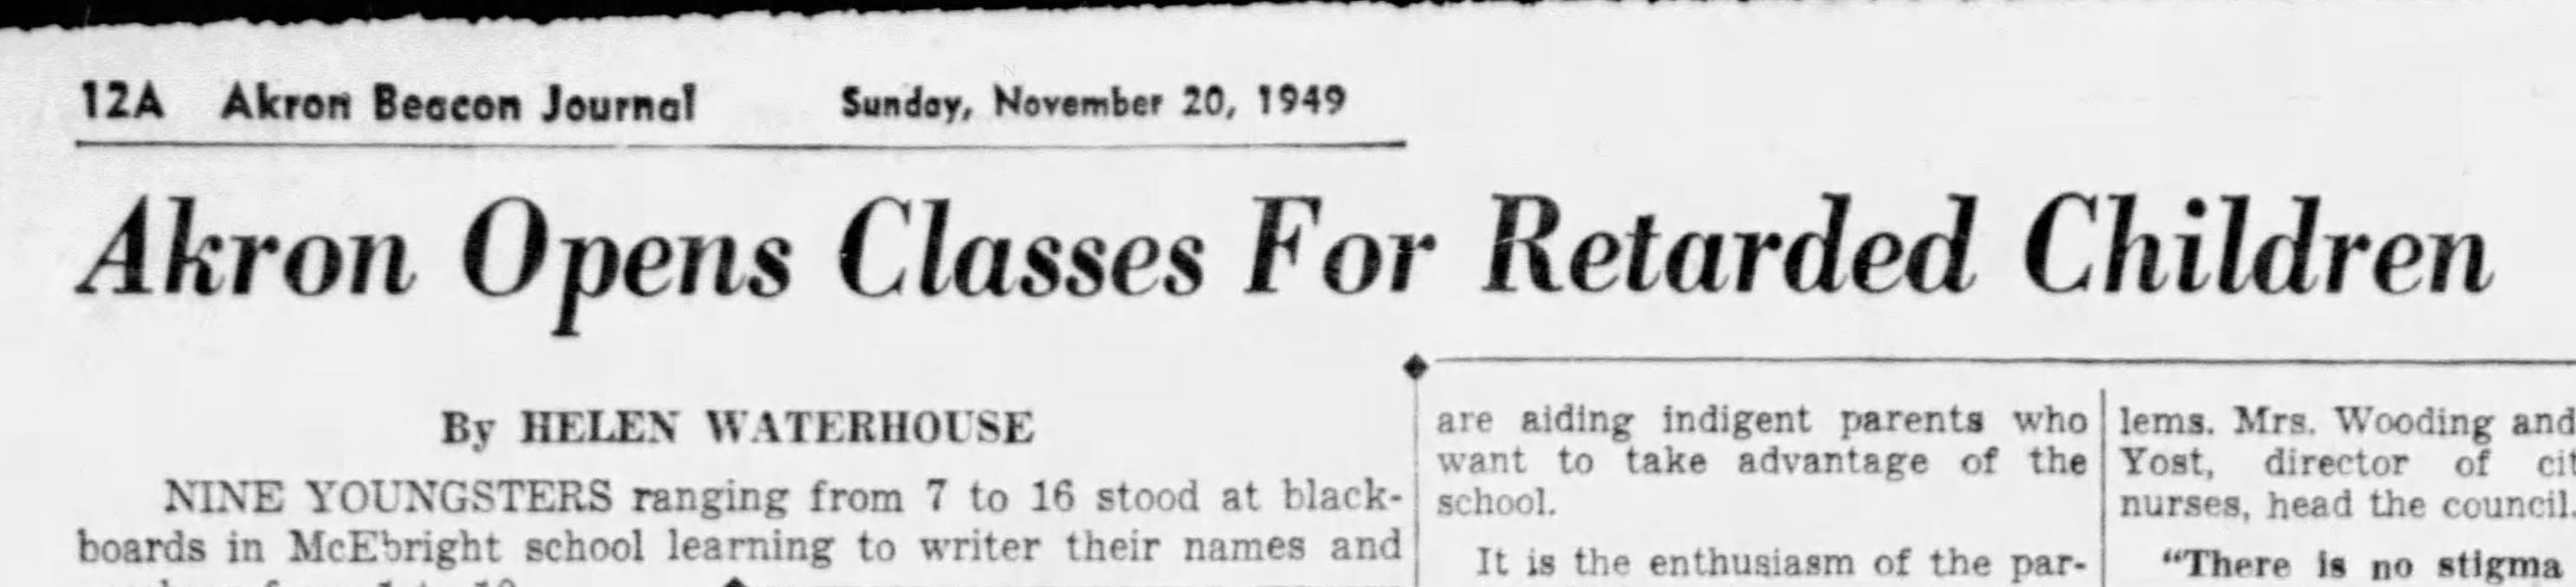 12A Akron Beacon Journal Sunday, November 20, 1949
Akron Opens Classes For Retarded Children
By HELEN WATERHOUSE
NINE YOUNGSTERS ranging from 7 to 16 stood at black-
boards in McEbright school learning to writer their names and
are aiding indigent parents who
want to take advantage of the
school.
It is the enthusiasm of the par-
lems. Mrs. Wooding and
Yost, director of cit
nurses, head the council.
"There is no stigma